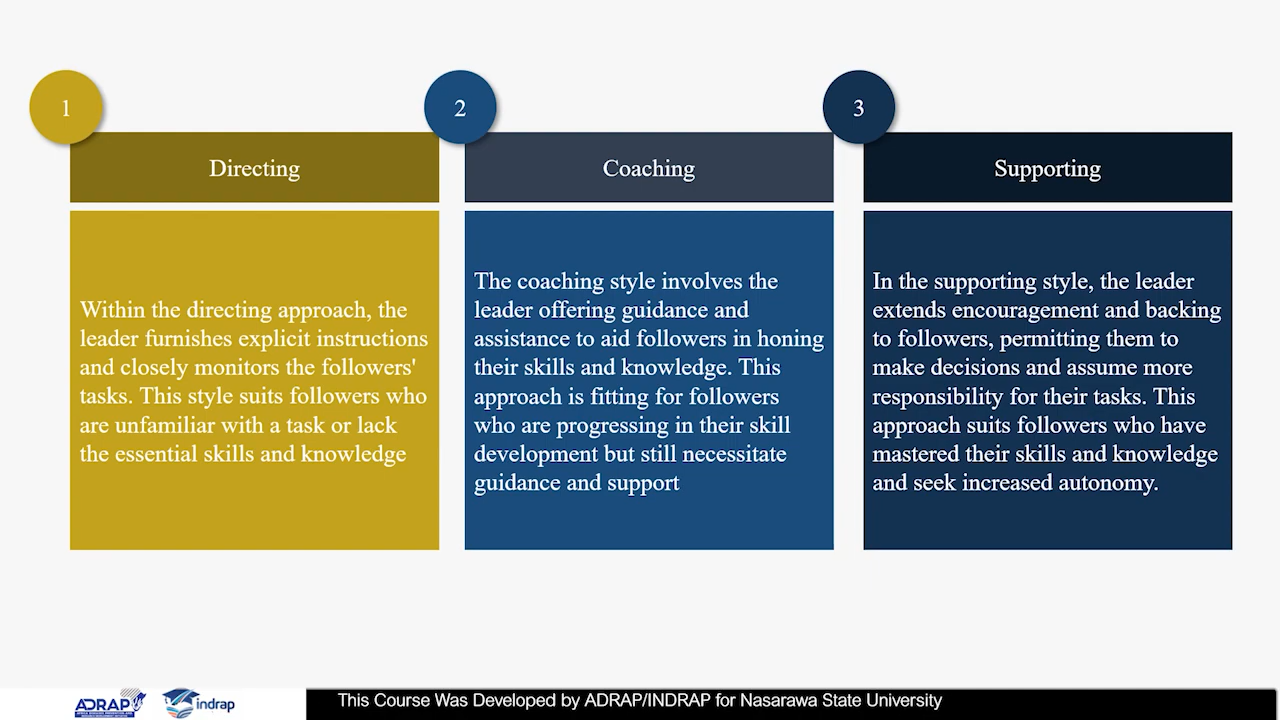 1
Directing
Within the directing approach, the
leader furnishes explicit instructions
and closely monitors the followers'
tasks. This style suits followers who
are unfamiliar with a task or lack
the essential skills and knowledge
2
Coaching
The coaching style involves the
leader offering guidance and
assistance to aid followers in honing
their skills and knowledge. This
approach is fitting for followers
who are progressing in their skill
development but still necessitate
guidance and support
3
Supporting
In the supporting style, the leader
extends encouragement and backing
to followers, permitting them to
make decisions and assume more
responsibility for their tasks. This
approach suits followers who have
mastered their skills and knowledge
and seek increased autonomy.
ADRAP
indrap
This Course Was Developed by ADRAP/INDRAP for Nasarawa State University